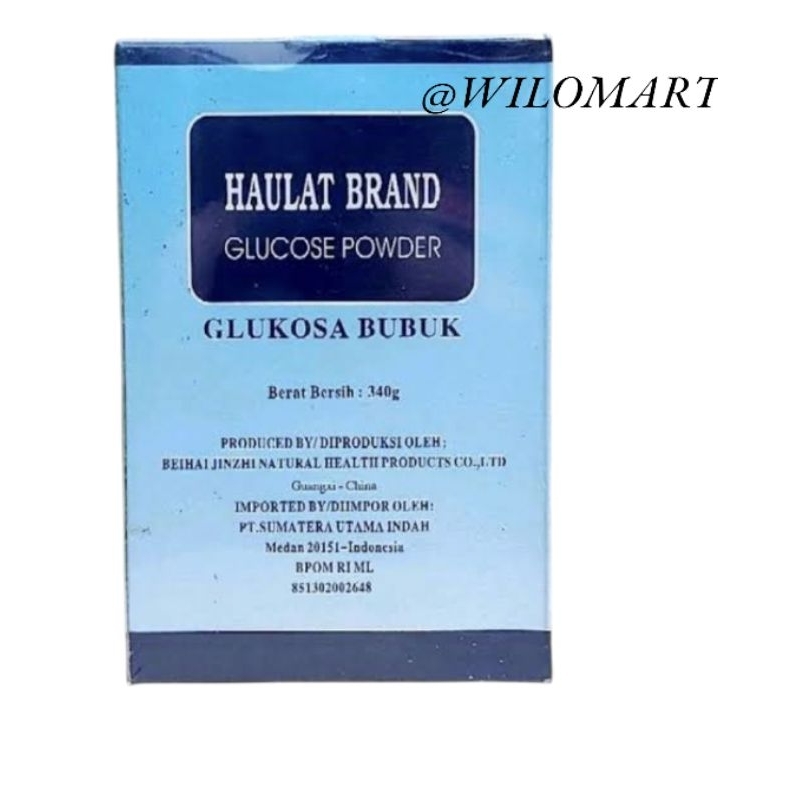 @WILOMART
HAULAT BRAND
GLUCOSE POWDER
GLUKOSA BUBUK
Berat Bersih : 340g
PRODUCED BY/DIPRODUKSI OLEH:
BEIHAI JINZHI NATURAL HEALTH PRODUCTS CO.,LTD
Guangxi - China
IMPORTED BY/DIIMPOR OLEH:
PT.SUMATERA UTAMA INDAH
Medan 20151-Indonesia
BPOM RI ML
851302002648